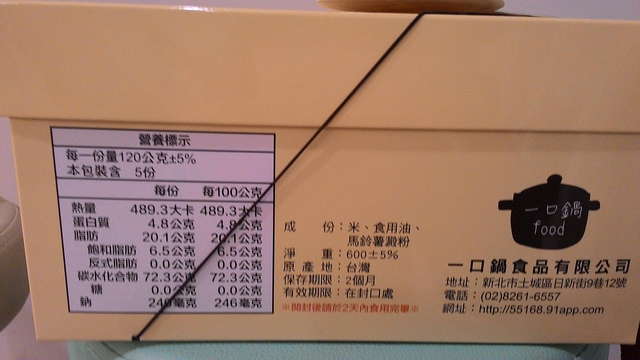 營養標示
每一份量120公克±5%
本包裝含 5份
每份 每100公克
熱量 489.3大卡 489.3大卡
蛋白質 4.8公克 4.8公克
脂肪 20.1公克 20.1公克
飽和脂肪 6.5公克 6.5公克
反式脂肪 0.0公克 0.0公克
碳水化合物 72.3公克 72.3公克
糖 0.0公克 0.0公克
鈉 246毫克 246毫克
成份：米、食用油、
馬鈴薯澱粉
淨重：600±5%
原產地：台灣
保存期限：2個月
有效期限：在封口處
※開封後請於2天內食用完畢※
一口鍋
food
一口鍋食品有限公司
地址：新北市土城區日新街9巷12號
電話：(02)8261-6557
網址：http://55168.91app.com